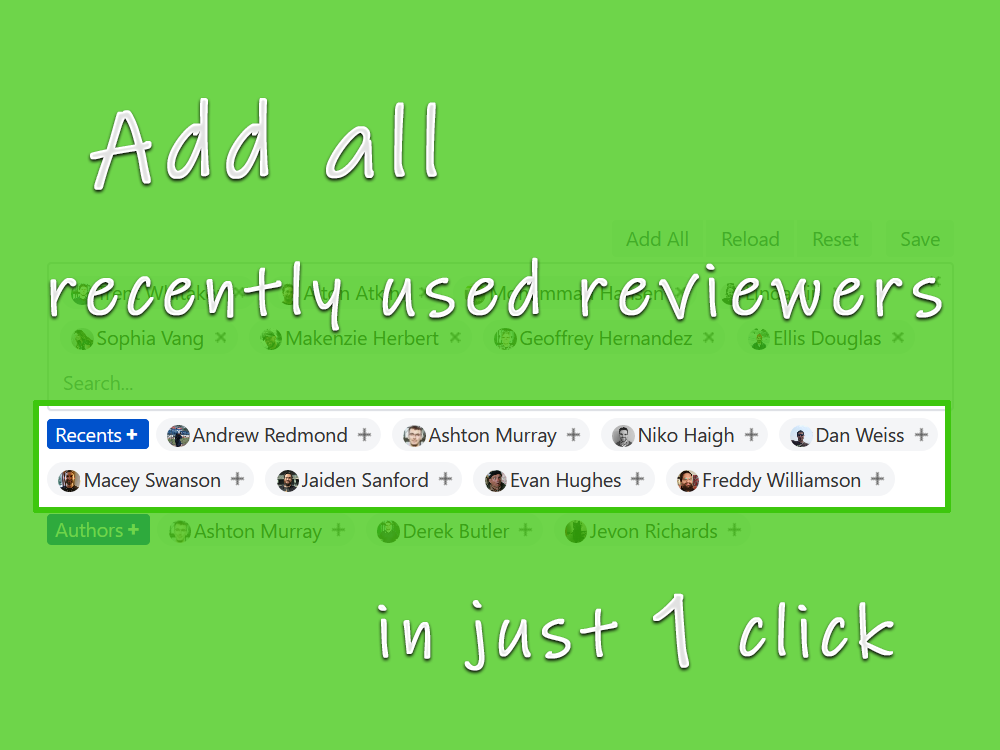 Add all
Add All Reload Reset Save
recently used reviewers
Sophia Vang × Makenzie Herbert × Geoffrey Hernandez × Ellis Douglas ×
Search...
Recents + Andrew Redmond + Ashton Murray + Niko Haigh + Dan Weiss +
Macey Swanson + Jaiden Sanford + Evan Hughes + Freddy Williamson +
Authors + Ashton Murray + Derek Butler + Jevon Richards +
in just 1 click